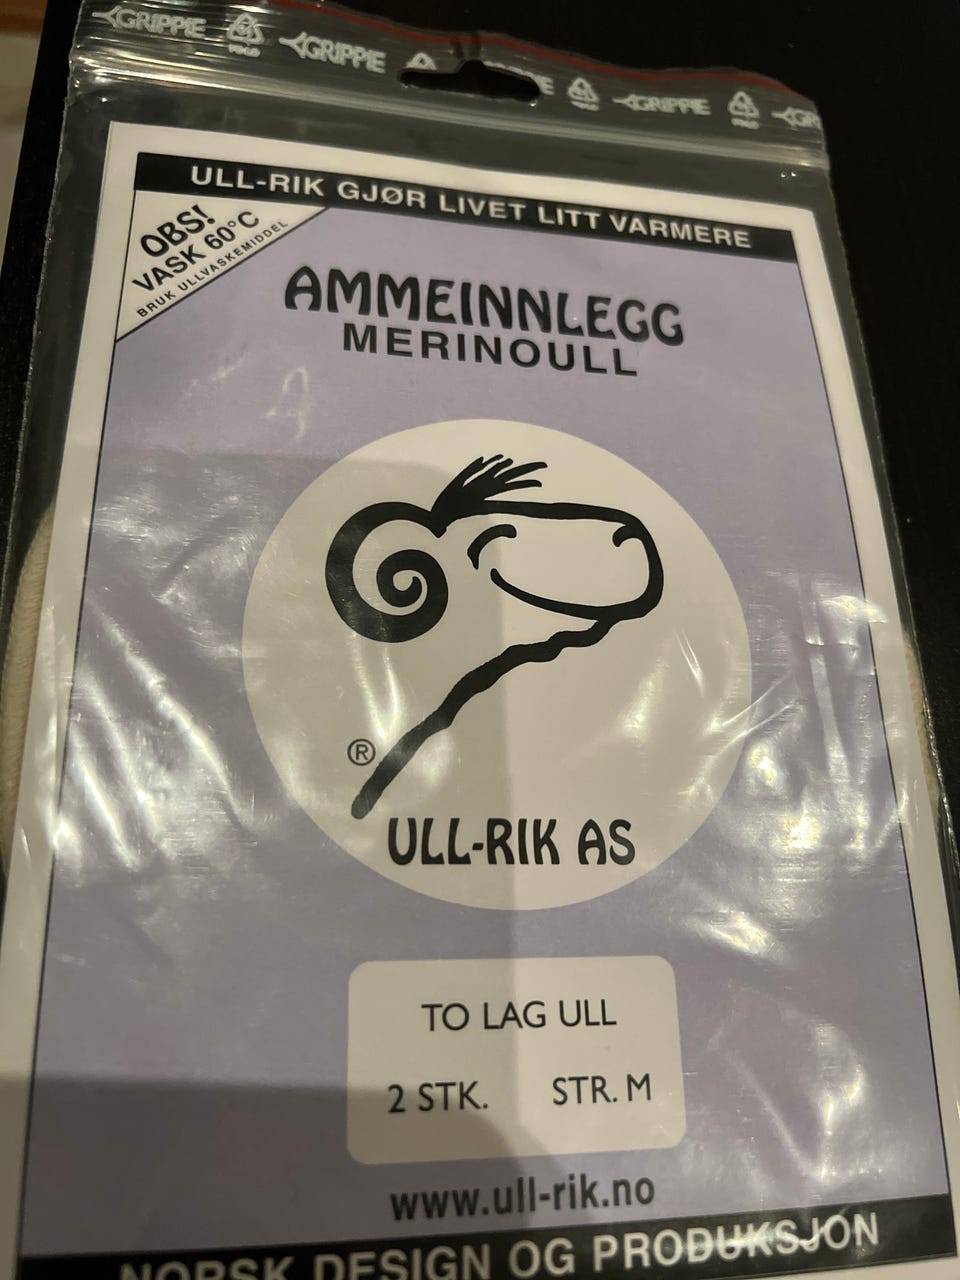 GRIPPIE GRIPPIE GRIPPIE
ULL-RIK GJØR LIVET LITT VARMERE
OBS!
VASK 60°C
BRUK ULLVASKEMIDDEL
AMMEINNLEGG
MERINOULL
®
ULL-RIK AS
TO LAG ULL
2 STK. STR. M
www.ull-rik.no
NORSK DESIGN OG PRODUKSJON